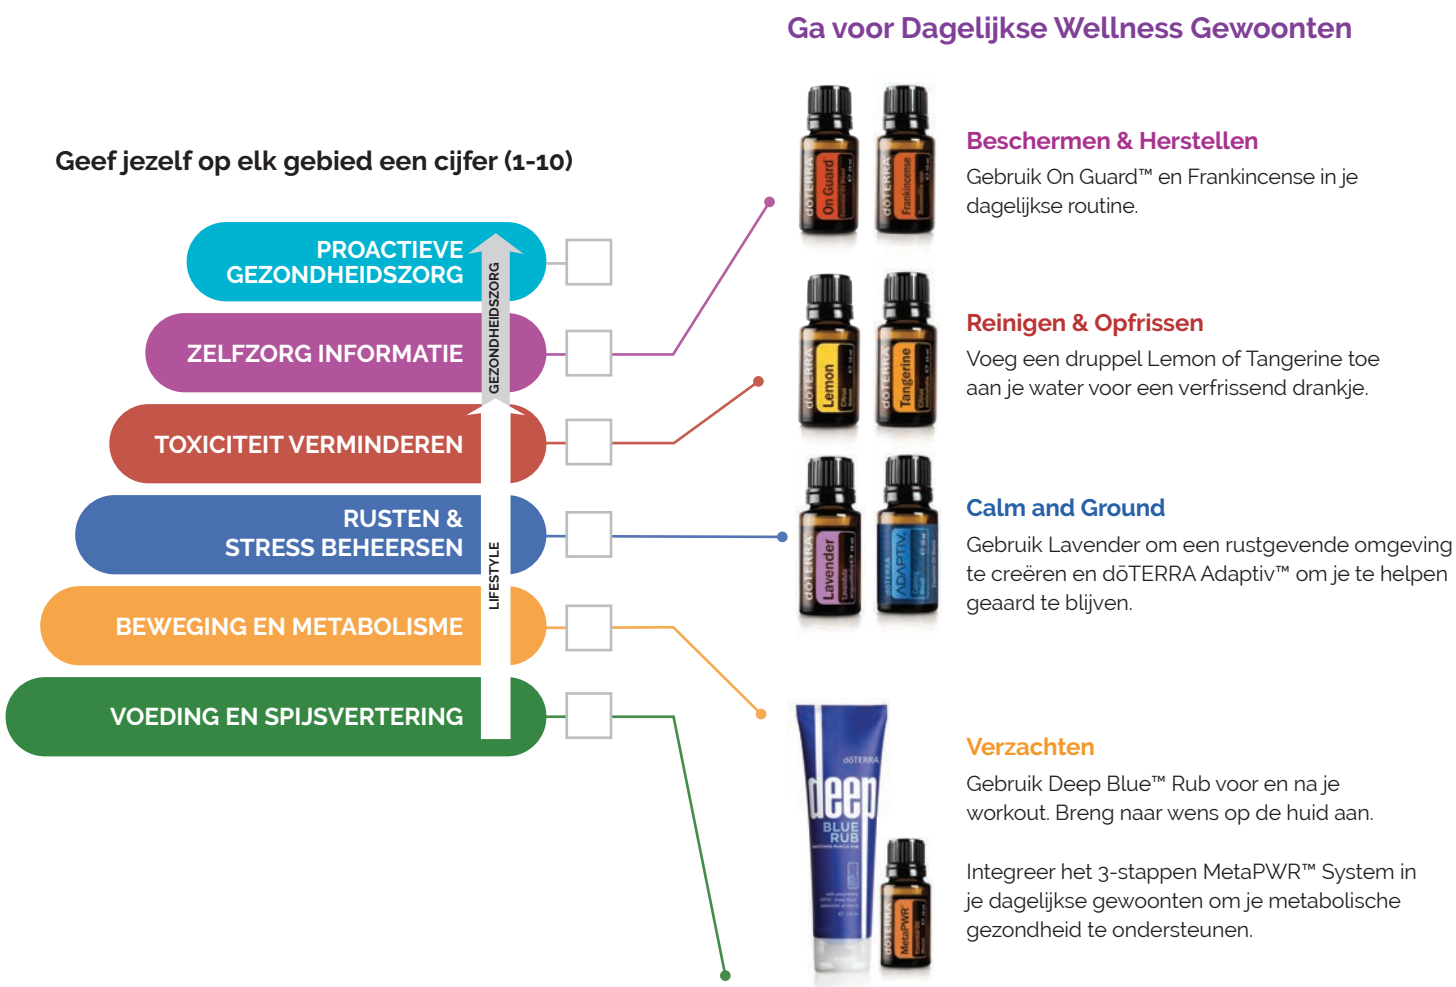 Ga voor Dagelijkse Wellness Gewoonten
Geef jezelf op elk gebied een cijfer (1-10)
PROACTIEVE
GEZONDHEIDSZORG
ZELFZORG INFORMATIE
TOXICITEIT VERMINDEREN
RUSTEN &
STRESS BEHEERSEN
BEWEGING EN METABOLISME
VOEDING EN SPIJSVERTERING
GEZONDHEIDSZORG
LIFESTYLE
dōTERRA
On Guard
dōTERRA
Frankincense
Beschermen & Herstellen
Gebruik On Guard™ en Frankincense in je
dagelijkse routine.
dōTERRA
Lemon
dōTERRA
Tangerine
Reinigen & Opfrissen
Voeg een druppel Lemon of Tangerine toe
aan je water voor een verfrissend drankje.
dōTERRA
Lavender
dōTERRA
ADAPTIV
Calm and Ground
Gebruik Lavender om een rustgevende omgeving
te creëren en dōTERRA Adaptiv™ om je te helpen
geaard te blijven.
dōTERRA
deep
BLUE
RUB
dōTERRA
MetaPWR
Verzachten
Gebruik Deep Blue™ Rub voor en na je
workout. Breng naar wens op de huid aan.
Integreer het 3-stappen MetaPWR™ System in
je dagelijkse gewoonten om je metabolische
gezondheid te ondersteunen.